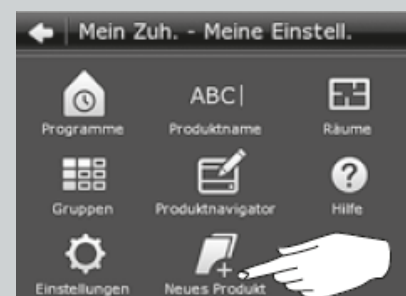 Mein Zuh. - Meine Einstell.
ABC|
Programme Produktname Räume
Gruppen Produktnavigator Hilfe
Einstellungen Neues Produkt